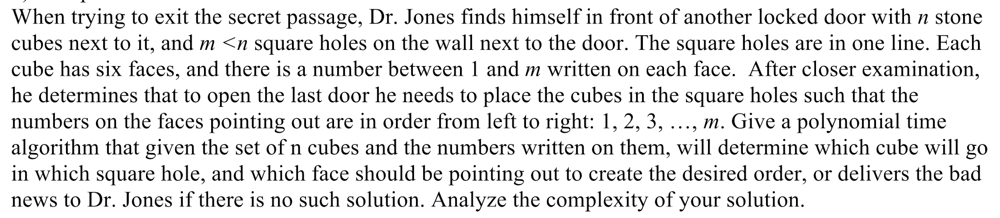 When trying to exit the secret passage, Dr. Jones finds himself in front of another locked door with n stone
cubes next to it, and m <n square holes on the wall next to the door. The square holes are in one line. Each
cube has six faces, and there is a number between 1 and m written on each face.  After closer examination,
he determines that to open the last door he needs to place the cubes in the square holes such that the
numbers on the faces pointing out are in order from left to right: 1, 2, 3, …, m. Give a polynomial time
algorithm that given the set of n cubes and the numbers written on them, will determine which cube will go
in which square hole, and which face should be pointing out to create the desired order, or delivers the bad
news to Dr. Jones if there is no such solution. Analyze the complexity of your solution.